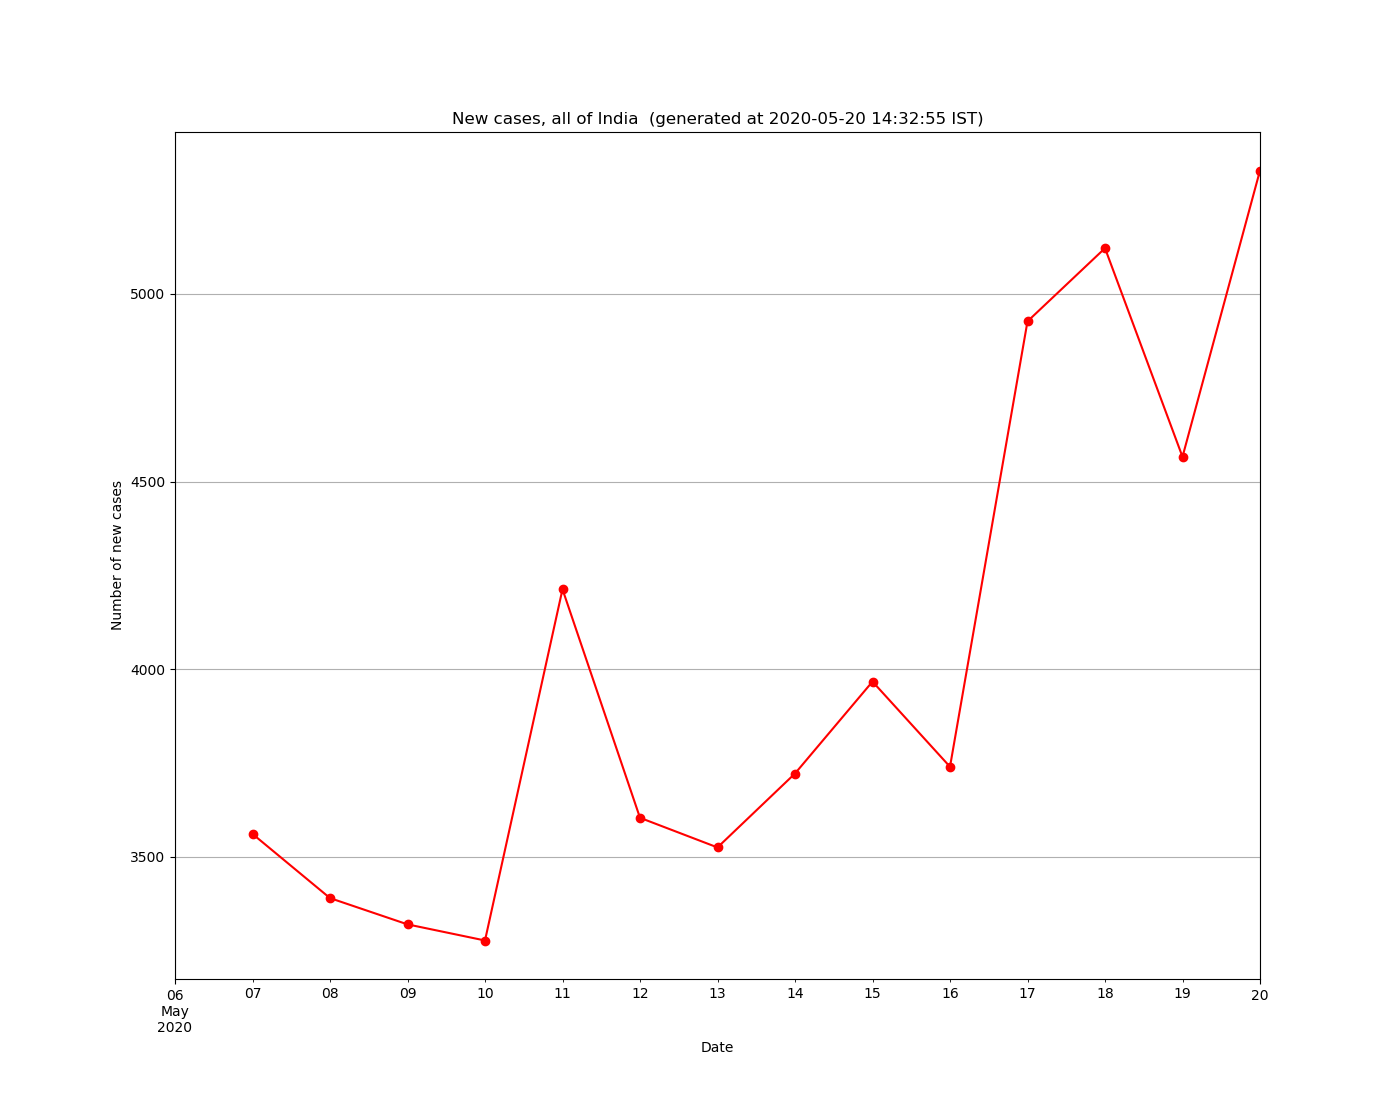 New cases, all of India  (generated at 2020-05-20 14:32:55 IST)
5000
4500
4000
3500
Number of new cases
06 07 08 09 10 11 12 13 14 15 16 17 18 19 20
May
2020
Date